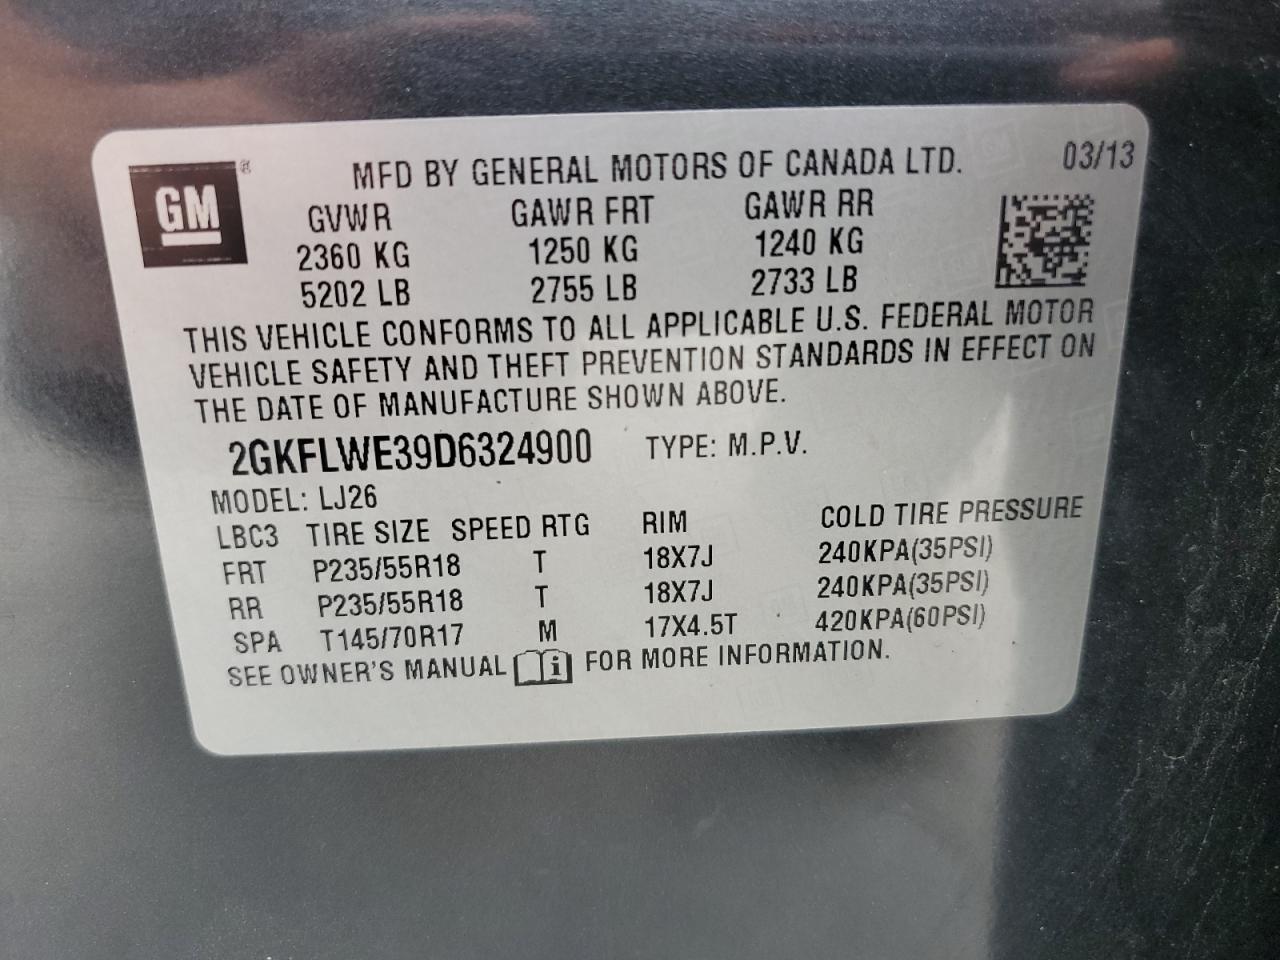 GM ®
MFD BY GENERAL MOTORS OF CANADA LTD. 03/13
GVWR GAWR FRT GAWR RR
2360 KG 1250 KG 1240 KG
5202 LB 2755 LB 2733 LB
THIS VEHICLE CONFORMS TO ALL APPLICABLE U.S. FEDERAL MOTOR
VEHICLE SAFETY AND THEFT PREVENTION STANDARDS IN EFFECT ON
THE DATE OF MANUFACTURE SHOWN ABOVE.
2GKFLWE39D6324900 TYPE: M.P.V.
MODEL: LJ26
LBC3 TIRE SIZE SPEED RTG RIM COLD TIRE PRESSURE
FRT P235/55R18 T 18X7J 240KPA(35PSI)
RR P235/55R18 T 18X7J 240KPA(35PSI)
SPA T145/70R17 M 17X4.5T 420KPA(60PSI)
SEE OWNER'S MANUAL i FOR MORE INFORMATION.